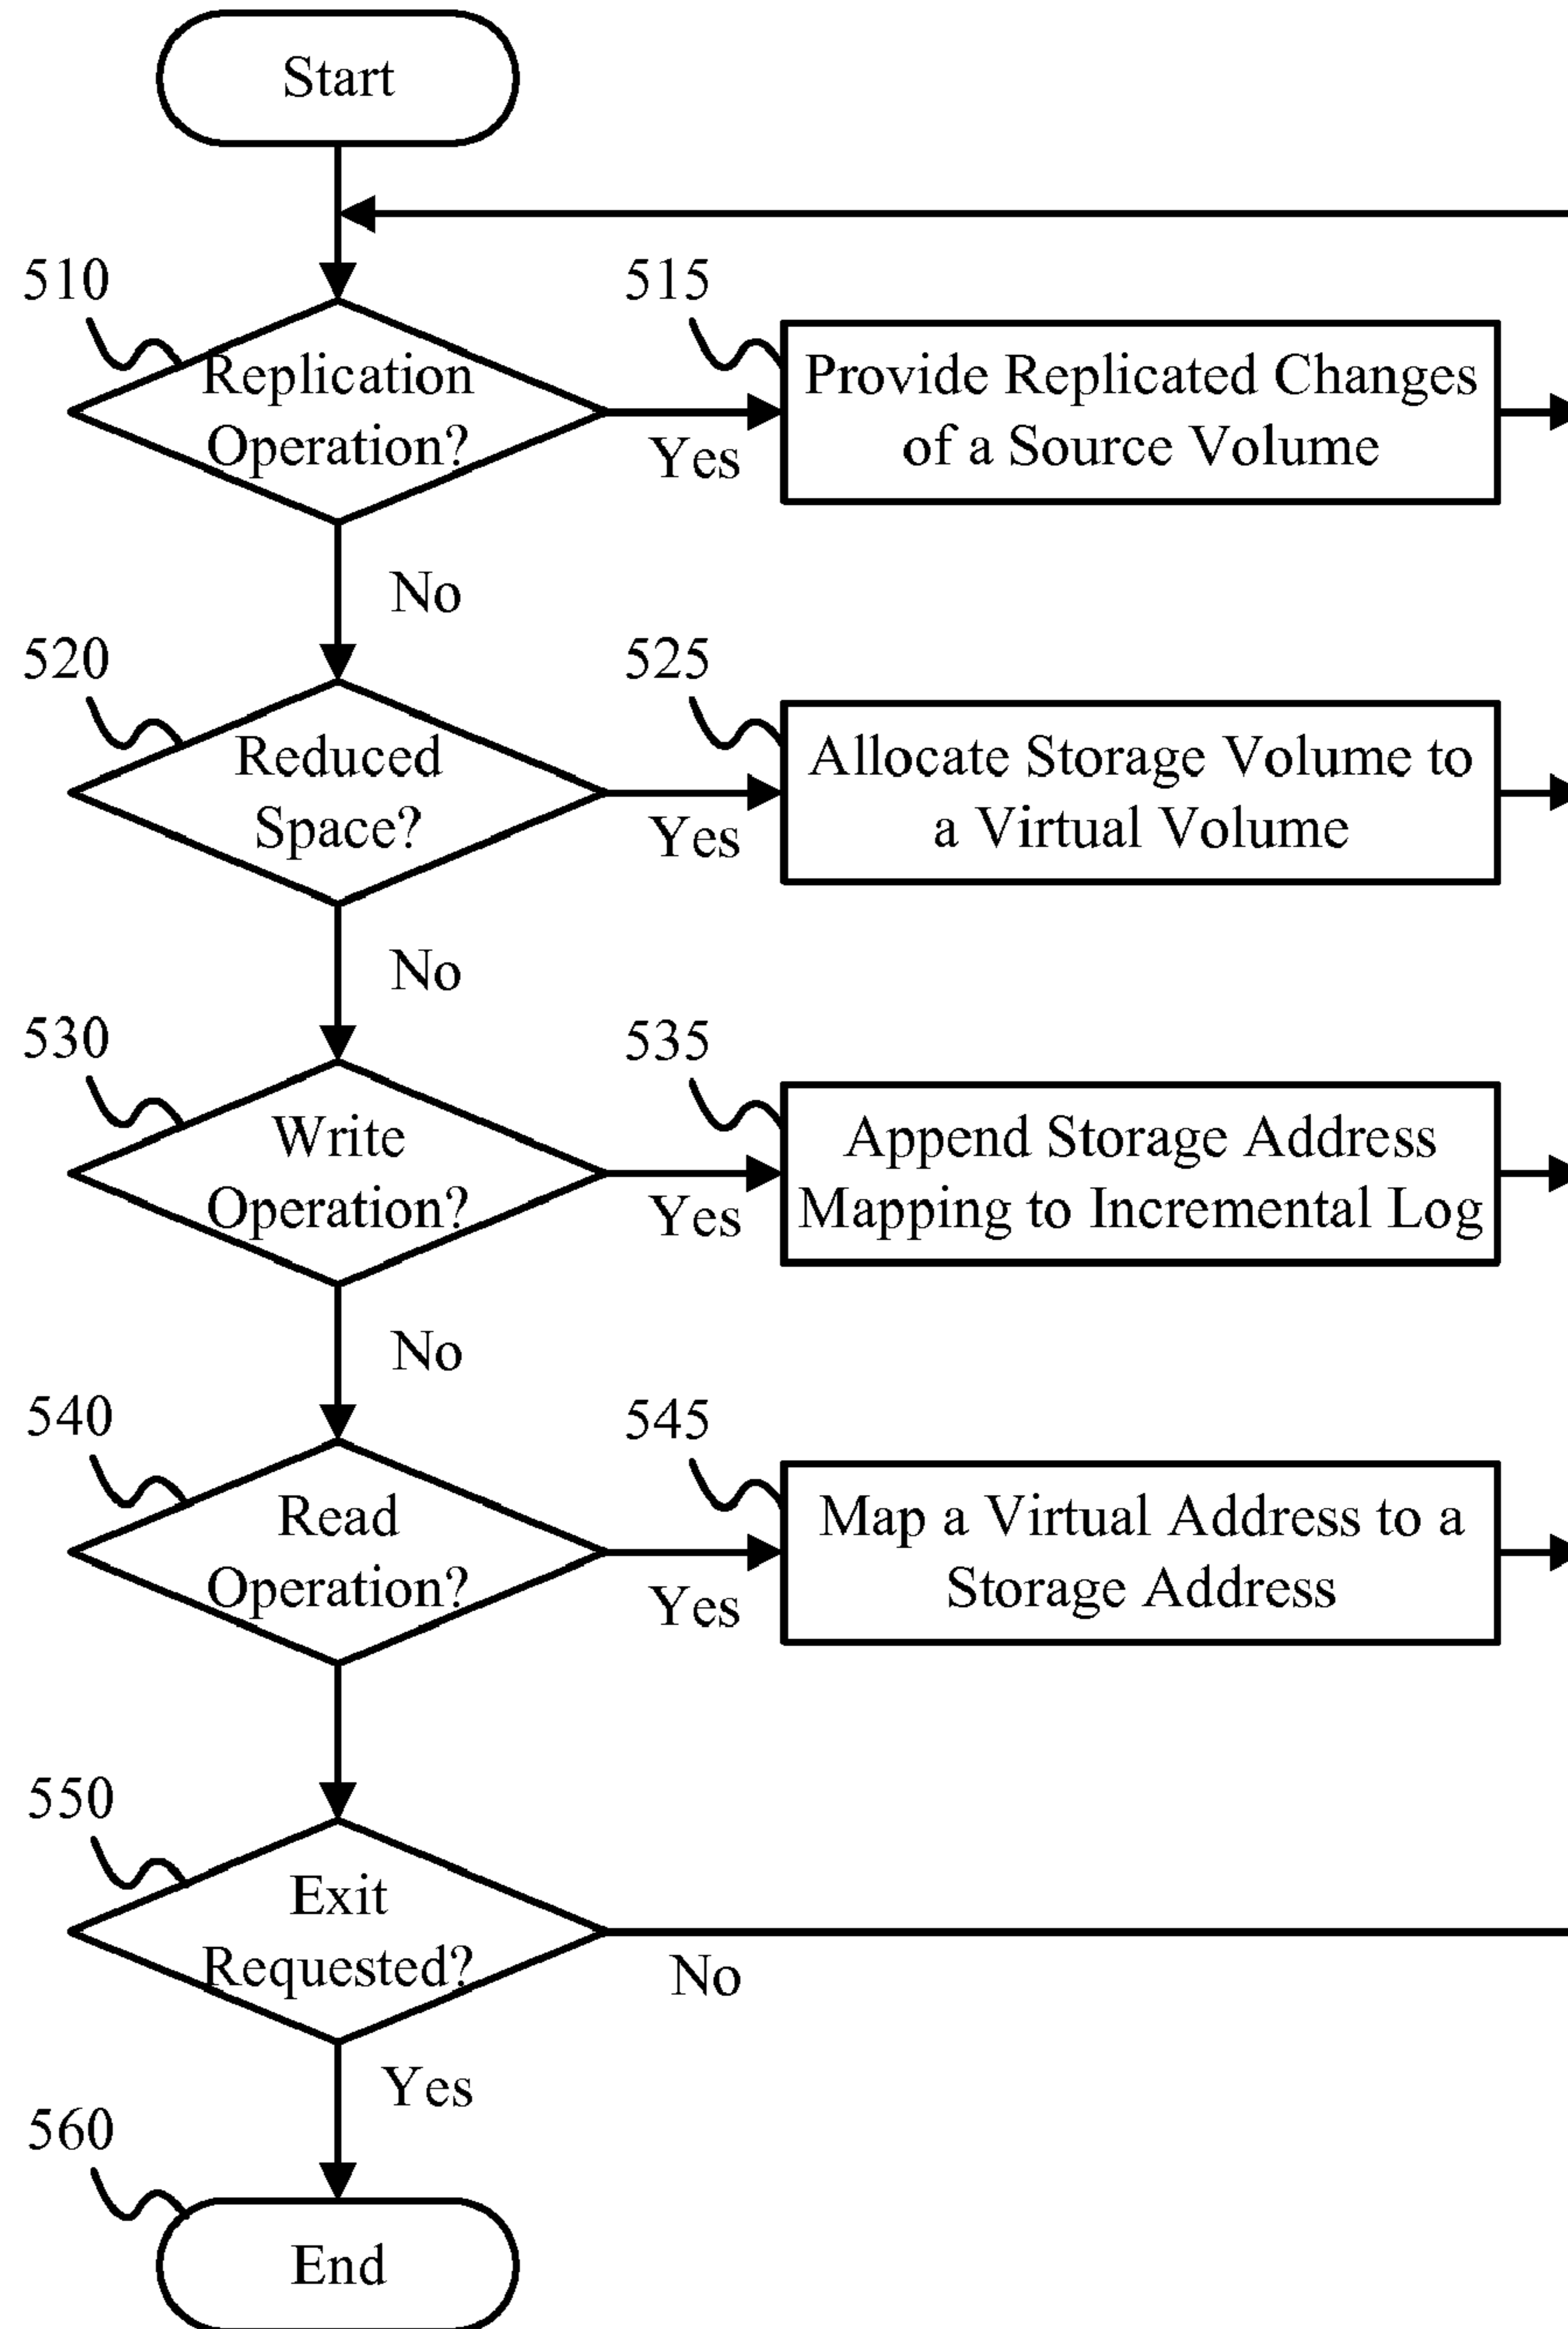 Start
510
Replication
Operation?
Yes
515
Provide Replicated Changes
of a Source Volume
No
520
Reduced
Space?
Yes
525
Allocate Storage Volume to
a Virtual Volume
No
530
Write
Operation?
Yes
535
Append Storage Address
Mapping to Incremental Log
No
540
Read
Operation?
Yes
545
Map a Virtual Address to a
Storage Address
550
Exit
Requested?
No
Yes
560
End